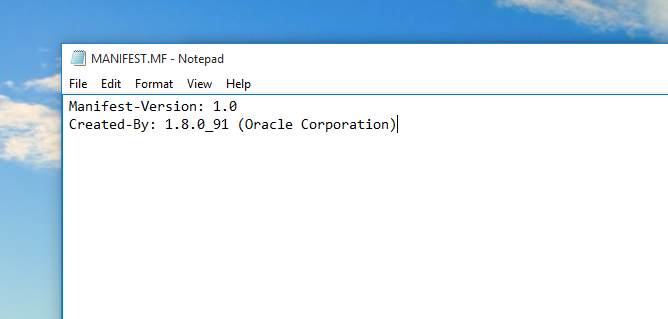 MANIFEST.MF - Notepad
File Edit Format View Help
Manifest-Version: 1.0
Created-By: 1.8.0_91 (Oracle Corporation)